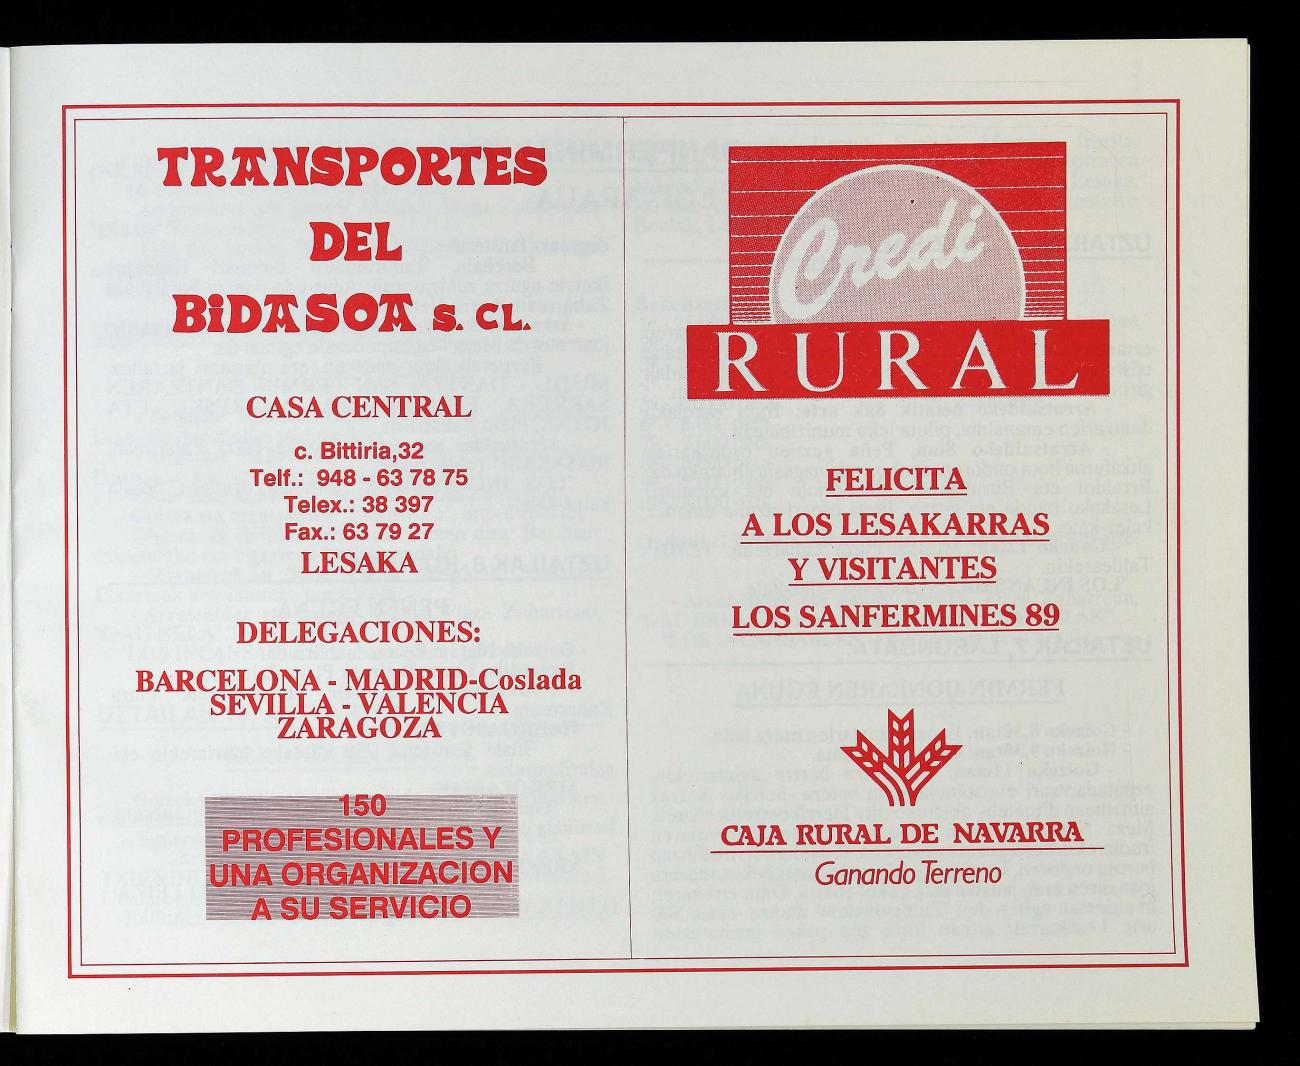 TRANSPORTES
DEL
BiDASOA S. CL.
CASA CENTRAL
c. Bittiria,32
Telf.: 948 - 63 78 75
Telex.: 38 397
Fax.: 63 79 27
LESAKA
DELEGACIONES:
BARCELONA - MADRID-Coslada
SEVILLA - VALENCIA
ZARAGOZA
150
PROFESIONALES Y
UNA ORGANIZACION
A SU SERVICIO
Credi
RURAL
FELICITA
A LOS LESAKARRAS
Y VISITANTES
LOS SANFERMINES 89
CAJA RURAL DE NAVARRA
Ganando Terreno